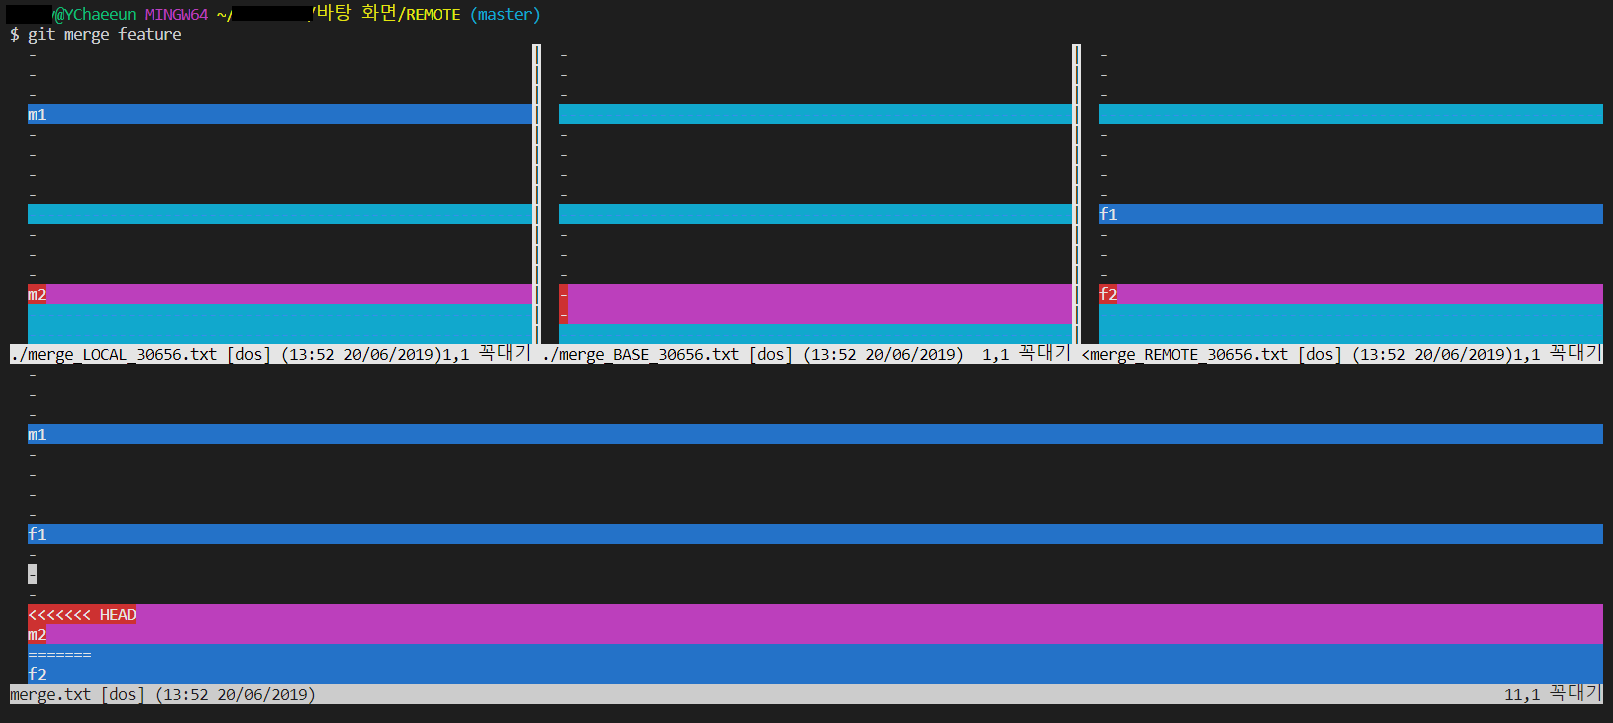 y@YChaeeun MINGW64 ~/ /바탕 화면/REMOTE (master)
$ git merge feature
-
-
-
m1
-
-
-
-
-
-
-
m2
./merge_LOCAL_30656.txt [dos] (13:52 20/06/2019)1,1 꼭대기
-
-
-
-
-
-
-
-
-
-
-
-
./merge_BASE_30656.txt [dos] (13:52 20/06/2019) 1,1 꼭대기
-
-
-
-
-
-
-
f1
-
-
-
f2
<merge_REMOTE_30656.txt [dos] (13:52 20/06/2019)1,1 꼭대기
-
-
-
m1
-
-
-
-
f1
-
-
-
<<<<<<< HEAD
m2
=======
f2
merge.txt [dos] (13:52 20/06/2019) 11,1 꼭대기